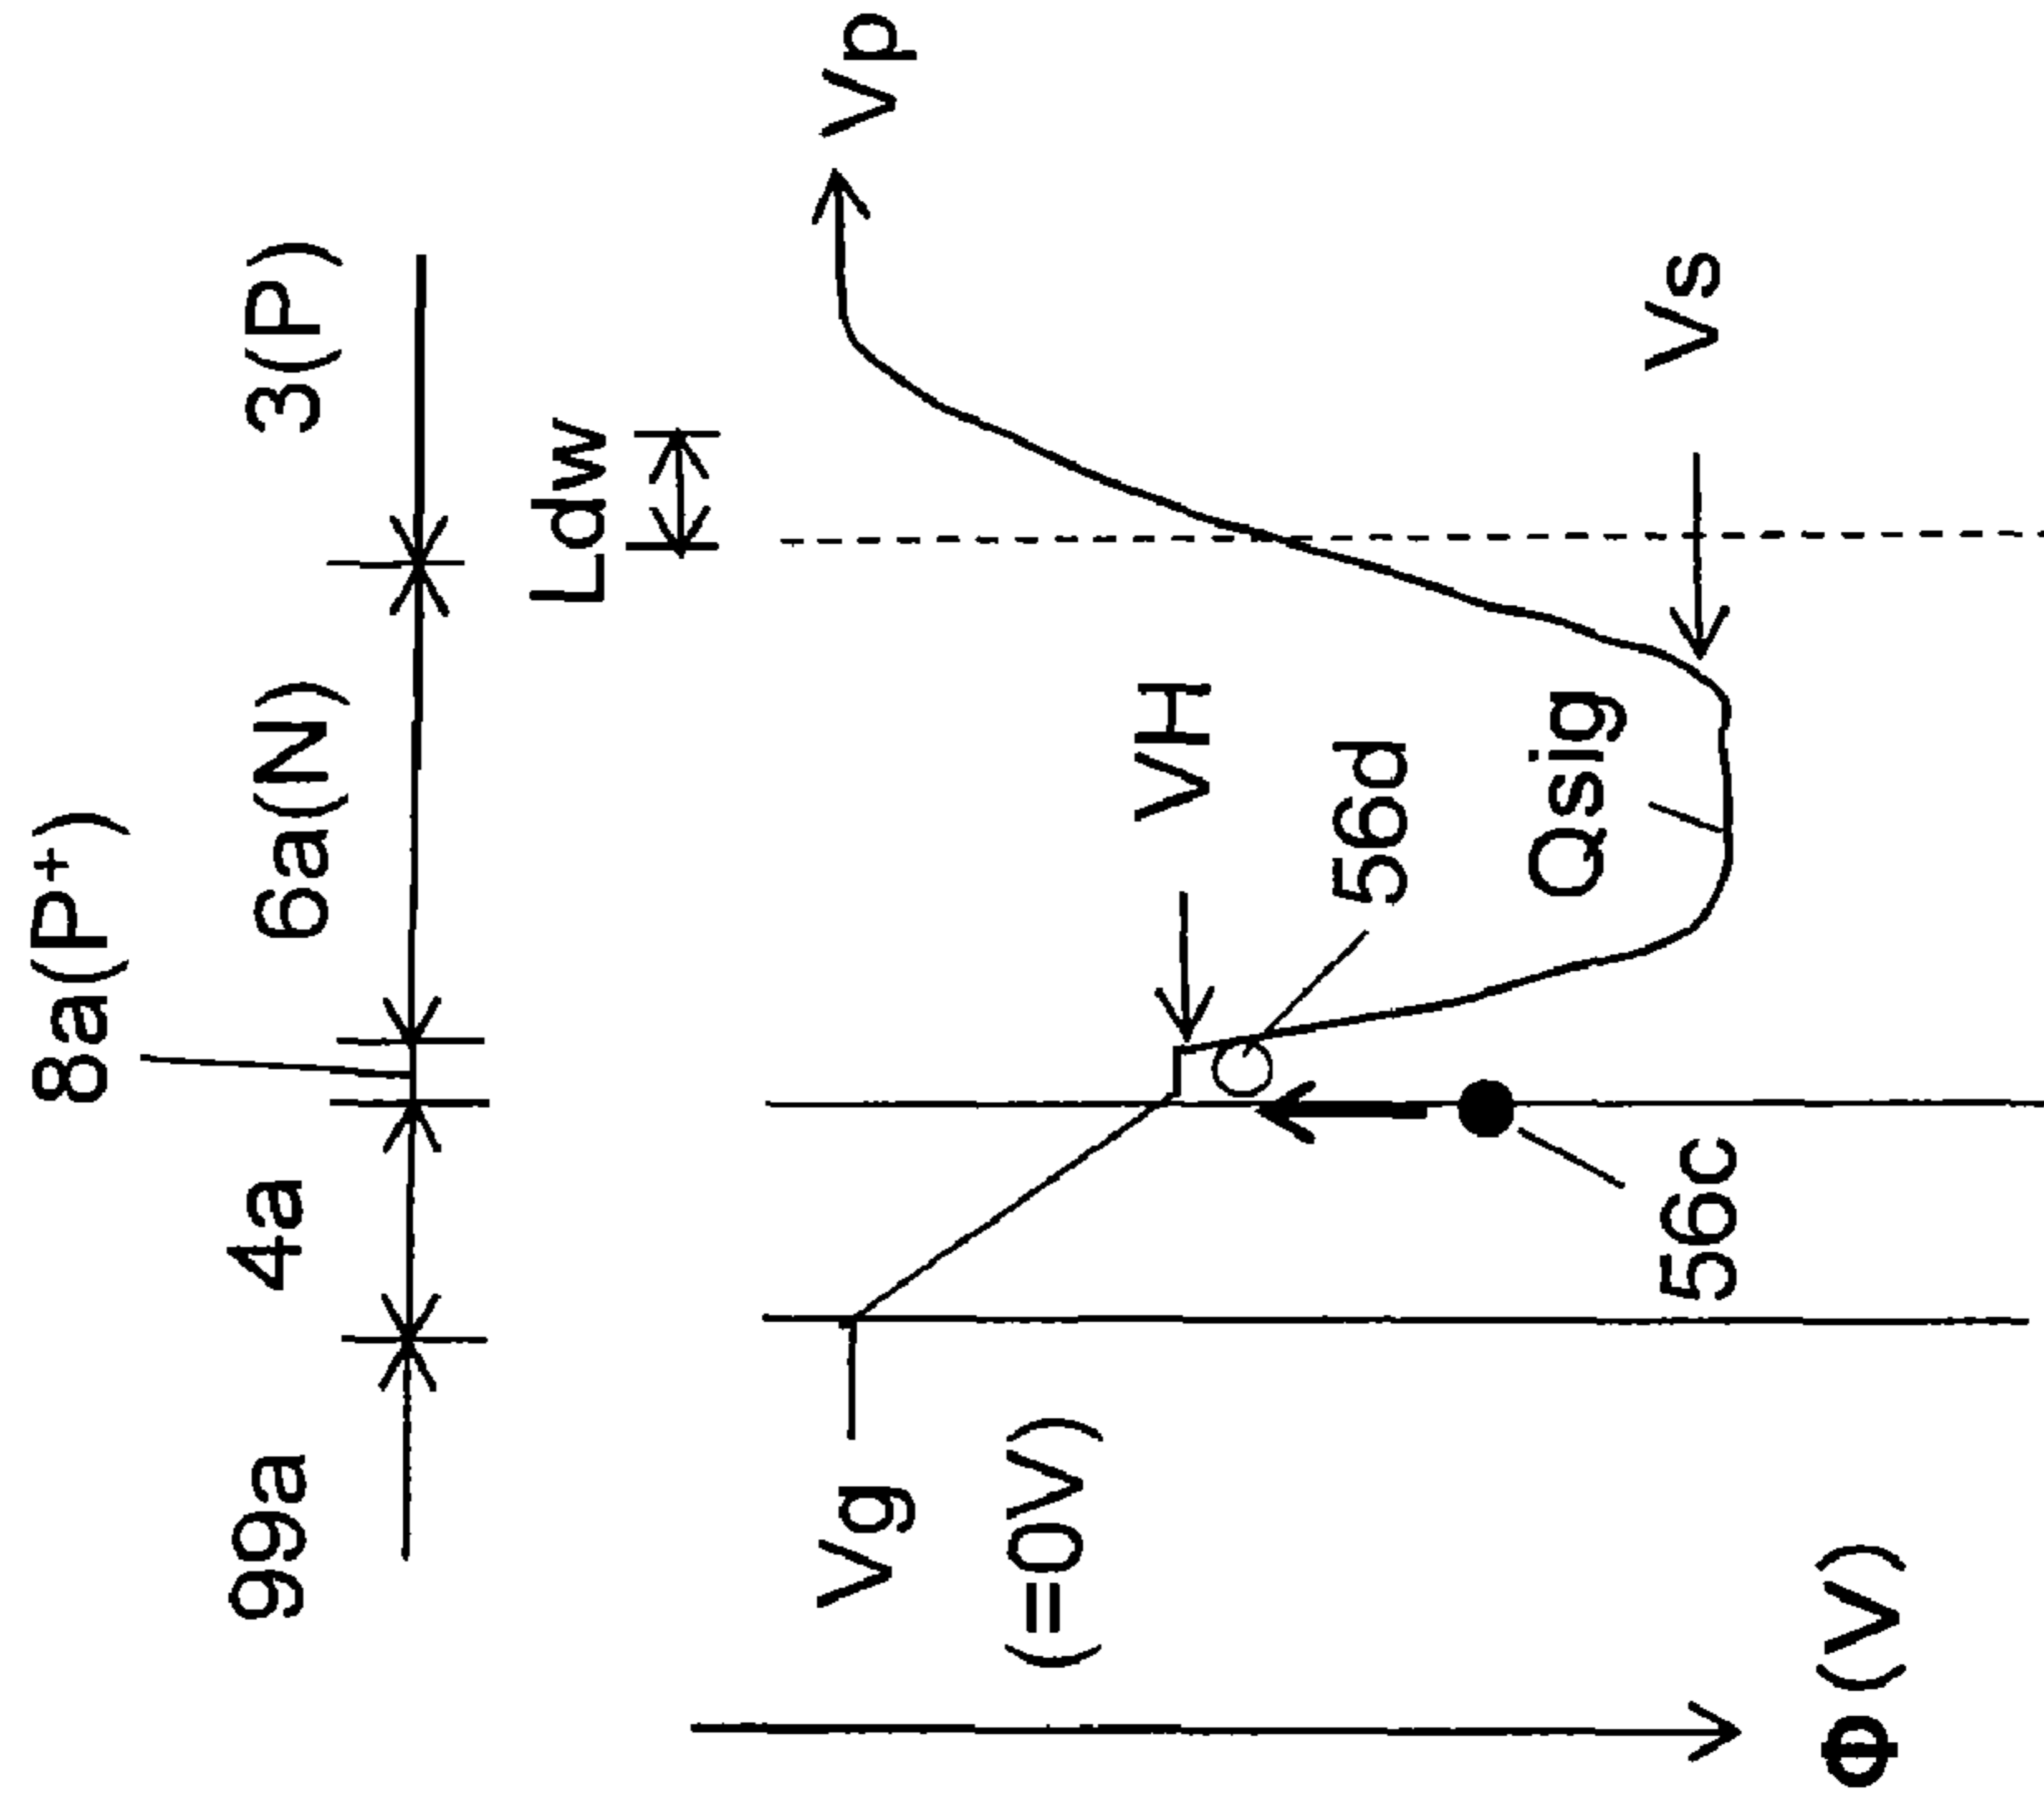 8a(P⁺)
99a 4a 6a(N) 3(P)
Ldw
Vg Vp
(=0V)
VH
56d
Qsig
56c Vs
Φ(V)